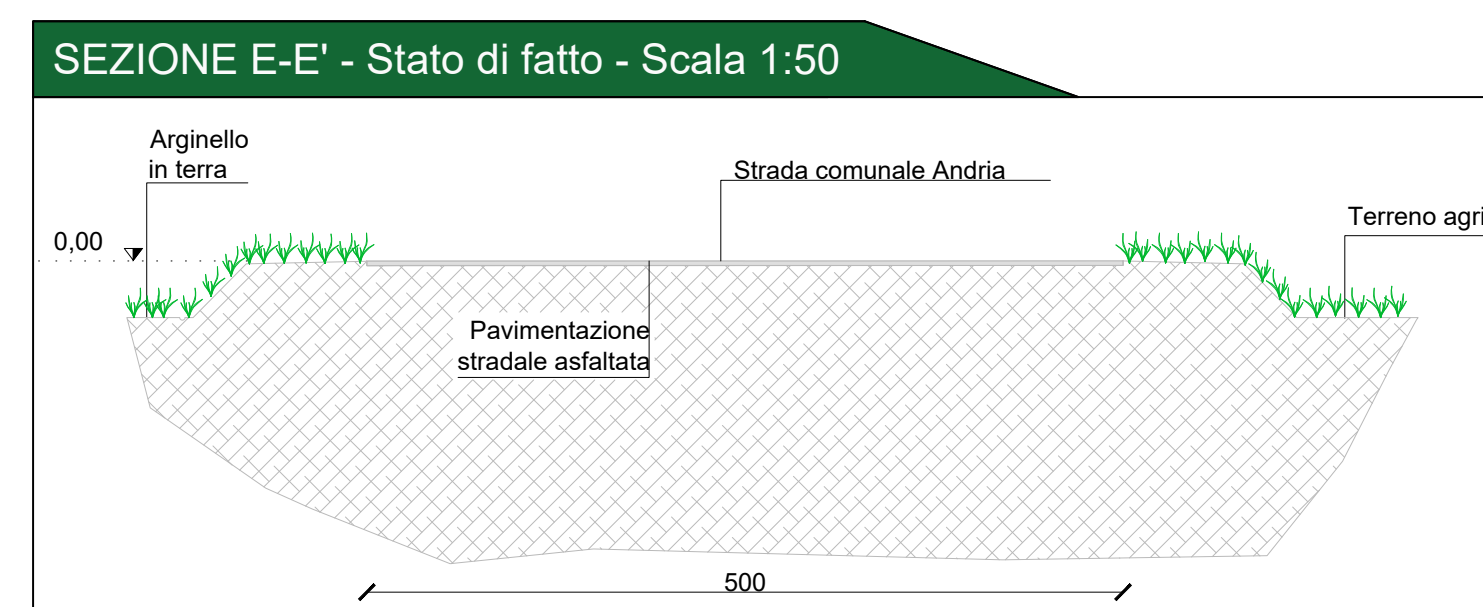 SEZIONE E-E' - Stato di fatto - Scala 1:50
Arginello
in terra
Strada comunale Andria
Terreno agri
0,00
Pavimentazione
stradale asfaltata
500